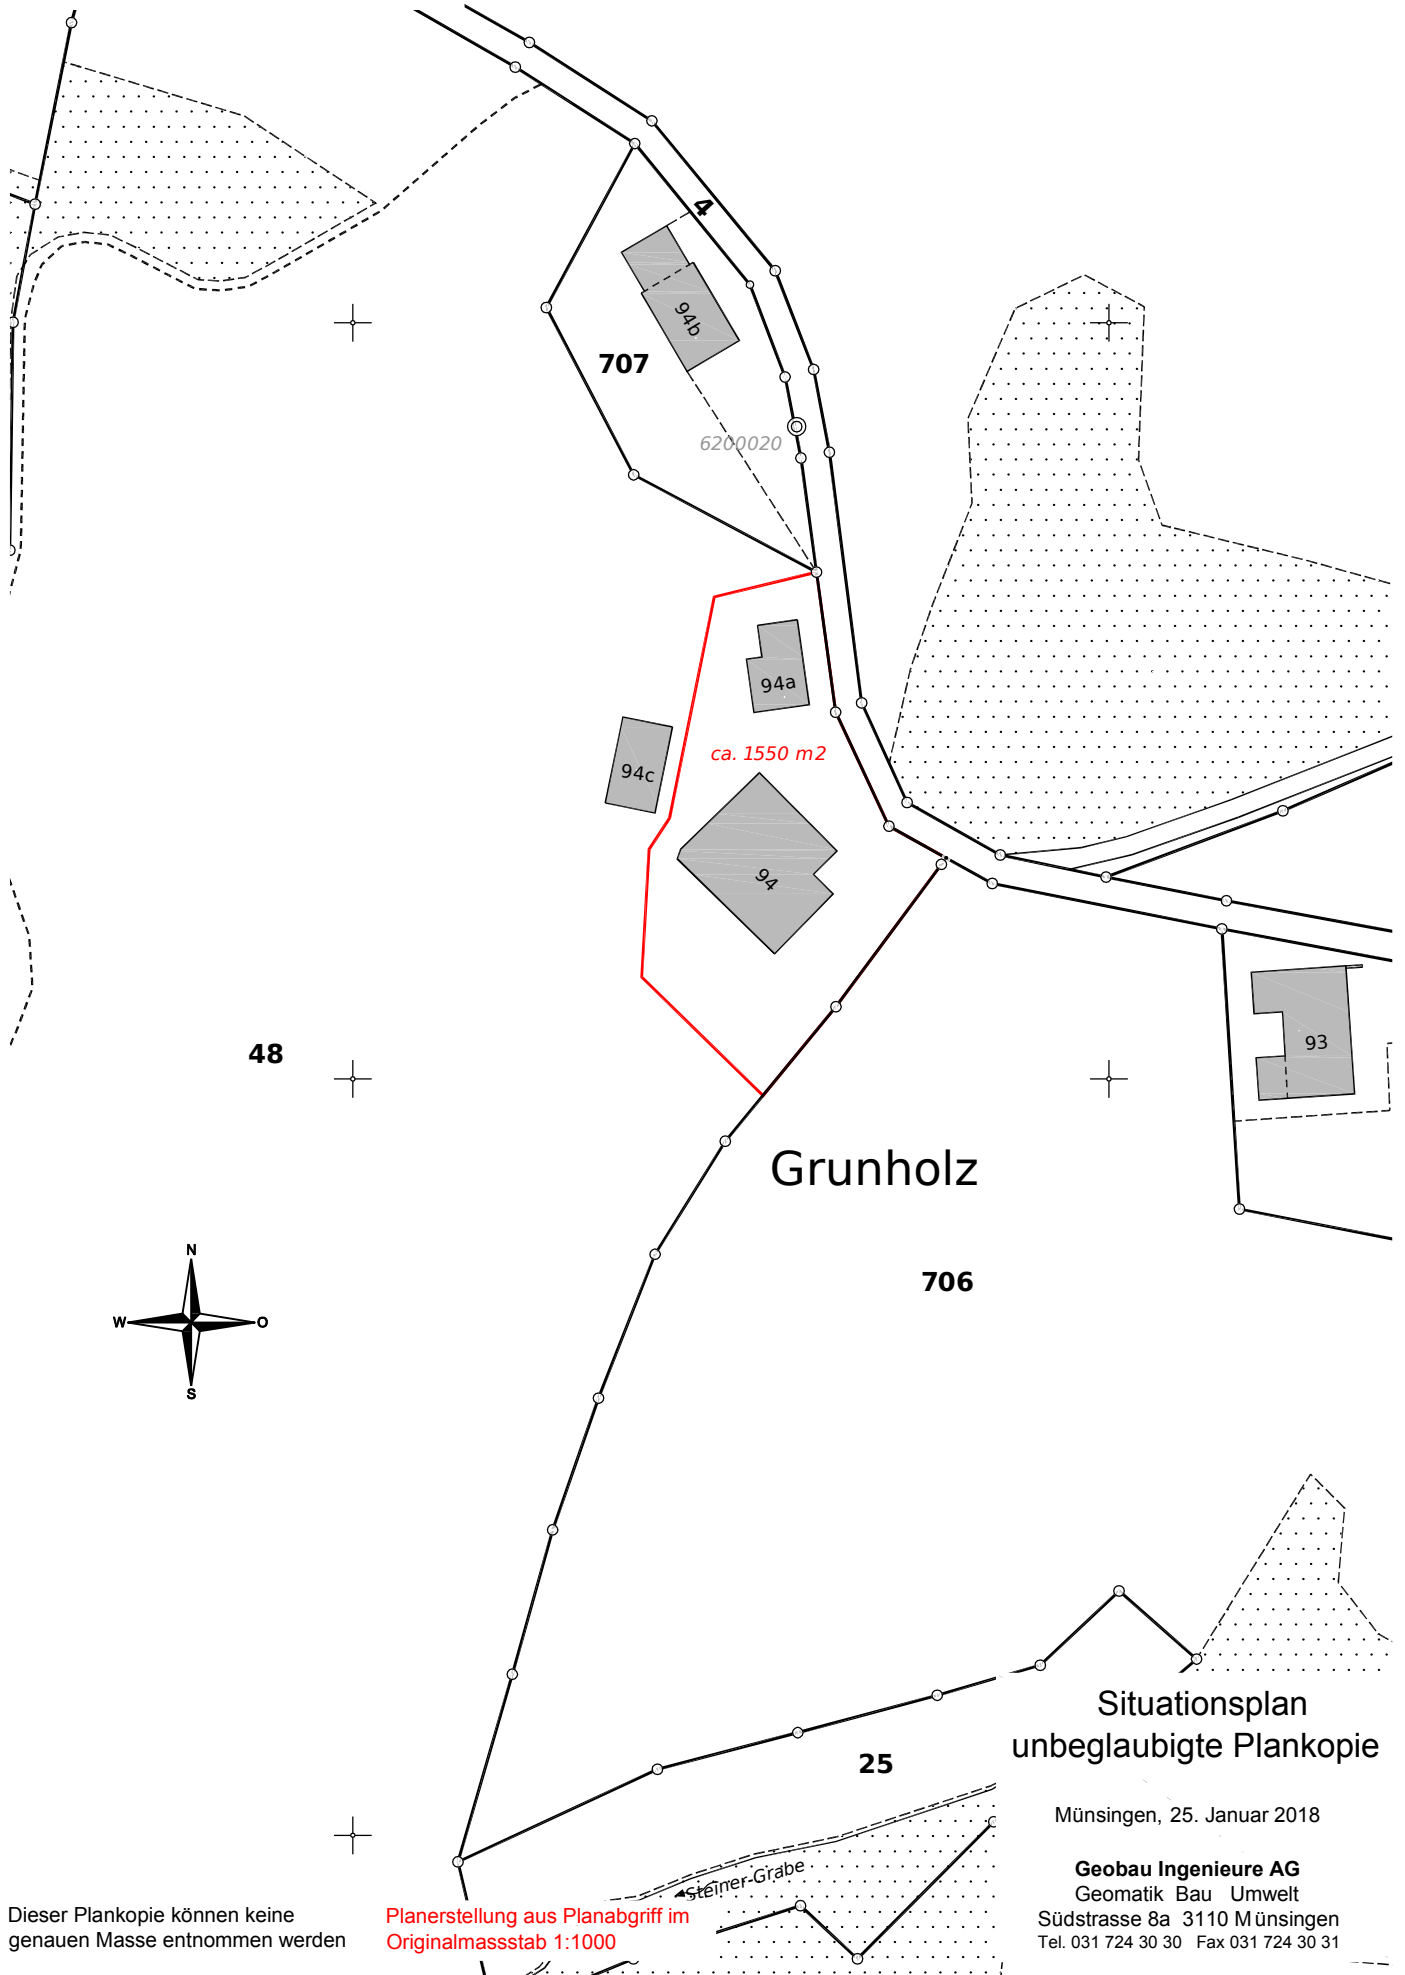 4
94b
707
6200020
94a
ca. 1550 m2
94c
94
93
48
Grunholz
706
N
W
O
S
25
Steiner-Grabe
Situationsplan
unbeglaubigte Plankopie
Münsingen, 25. Januar 2018
Geobau Ingenieure AG
Geomatik Bau Umwelt
Südstrasse 8a 3110 Münsingen
Tel. 031 724 30 30 Fax 031 724 30 31
Dieser Plankopie können keine
genauen Masse entnommen werden
Planerstellung aus Planabgriff im
Originalmassstab 1:1000